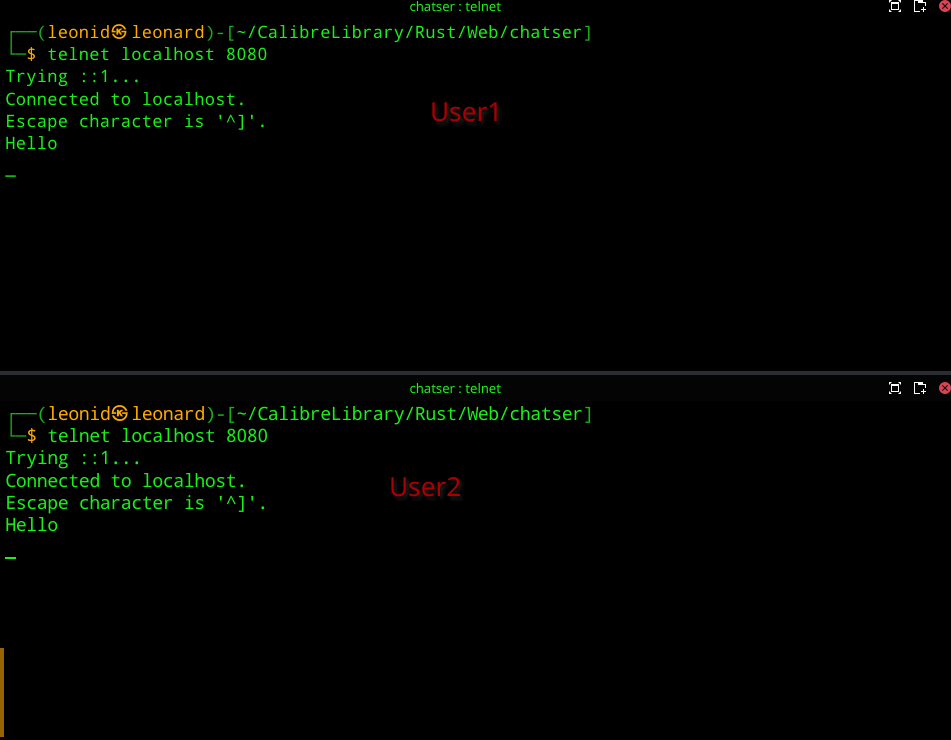 chatser : telnet
┌──(leonid㉿leonard)-[~/CalibreLibrary/Rust/Web/chatser]
└─$ telnet localhost 8080
Trying ::1...
Connected to localhost.
User1
Escape character is '^]'.
Hello
chatser : telnet
┌──(leonid㉿leonard)-[~/CalibreLibrary/Rust/Web/chatser]
└─$ telnet localhost 8080
Trying ::1...
Connected to localhost.
User2
Escape character is '^]'.
Hello